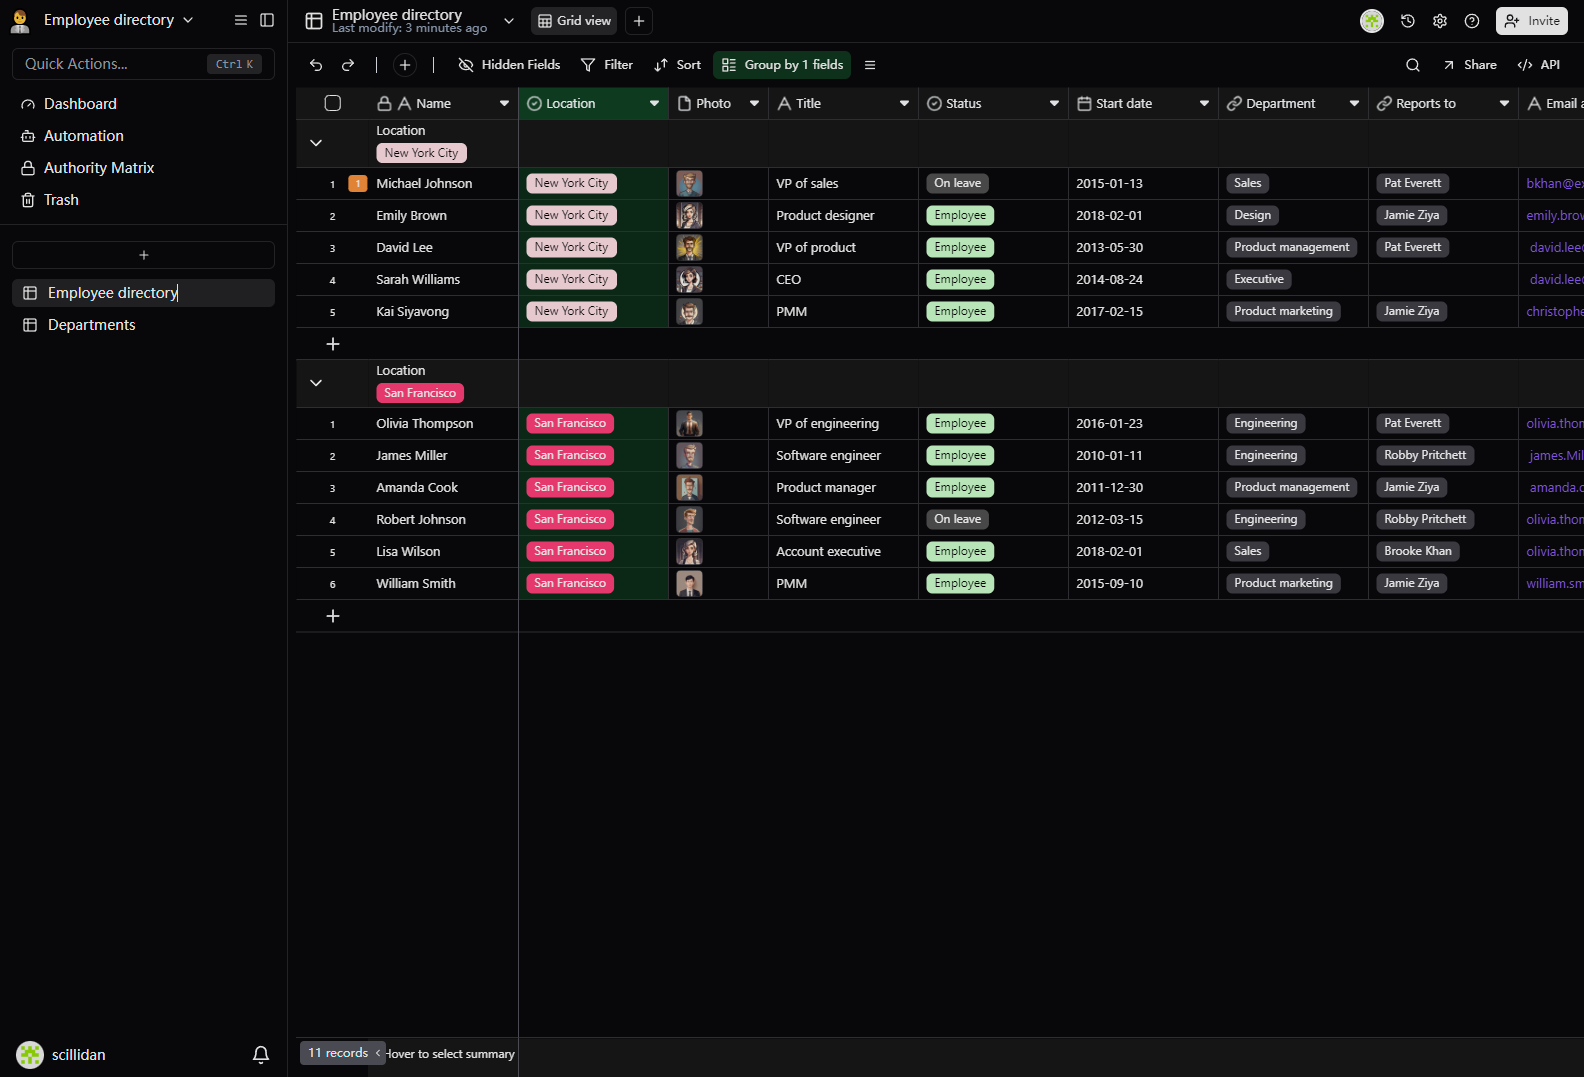 Employee directory
Quick Actions...
Ctrl K
Dashboard
Automation
Authority Matrix
Trash
Employee directory
Departments
scillidan
Employee directory
Last modify: 3 minutes ago
Grid view
Invite
Hidden Fields
Filter
Sort
Group by 1 fields
Share
API
Name Location Photo Title Status Start date Department Reports to Email a
Location
New York City
1 1 Michael Johnson New York City VP of sales On leave 2015-01-13 Sales Pat Everett bkhan@ex
2 Emily Brown New York City Product designer Employee 2018-02-01 Design Jamie Ziya emily.brow
3 David Lee New York City VP of product Employee 2013-05-30 Product management Pat Everett david.lee
4 Sarah Williams New York City CEO Employee 2014-08-24 Executive david.lee
5 Kai Siyavong New York City PMM Employee 2017-02-15 Product marketing Jamie Ziya christophe
Location
San Francisco
1 Olivia Thompson San Francisco VP of engineering Employee 2016-01-23 Engineering Pat Everett olivia.thom
2 James Miller San Francisco Software engineer Employee 2010-01-11 Engineering Robby Pritchett james.Mil
3 Amanda Cook San Francisco Product manager Employee 2011-12-30 Product management Jamie Ziya amanda.c
4 Robert Johnson San Francisco Software engineer On leave 2012-03-15 Engineering Robby Pritchett olivia.thom
5 Lisa Wilson San Francisco Account executive Employee 2018-02-01 Sales Brooke Khan olivia.thom
6 William Smith San Francisco PMM Employee 2015-09-10 Product marketing Jamie Ziya william.sm
11 records
Hover to select summary